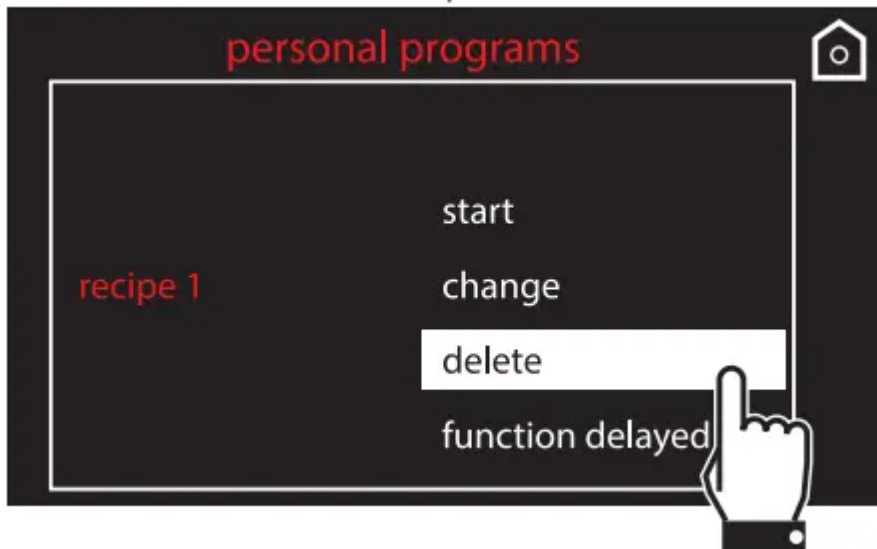 personal programs
start
recipe 1
change
delete
function delayed